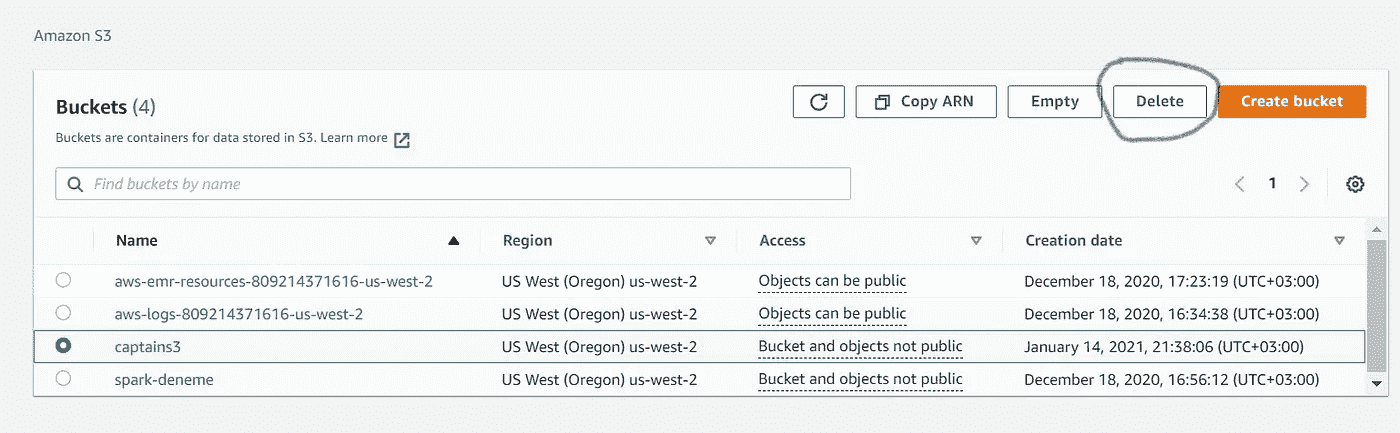 Amazon S3
Buckets (4)
Copy ARN
Empty
Delete
Create bucket
Buckets are containers for data stored in S3. Learn more
Find buckets by name
1
Name Region Access Creation date
aws-emr-resources-809214371616-us-west-2 US West (Oregon) us-west-2 Objects can be public December 18, 2020, 17:23:19 (UTC+03:00)
aws-logs-809214371616-us-west-2 US West (Oregon) us-west-2 Objects can be public December 18, 2020, 16:34:38 (UTC+03:00)
captains3 US West (Oregon) us-west-2 Bucket and objects not public January 14, 2021, 21:38:06 (UTC+03:00)
spark-deneme US West (Oregon) us-west-2 Bucket and objects not public December 18, 2020, 16:56:12 (UTC+03:00)